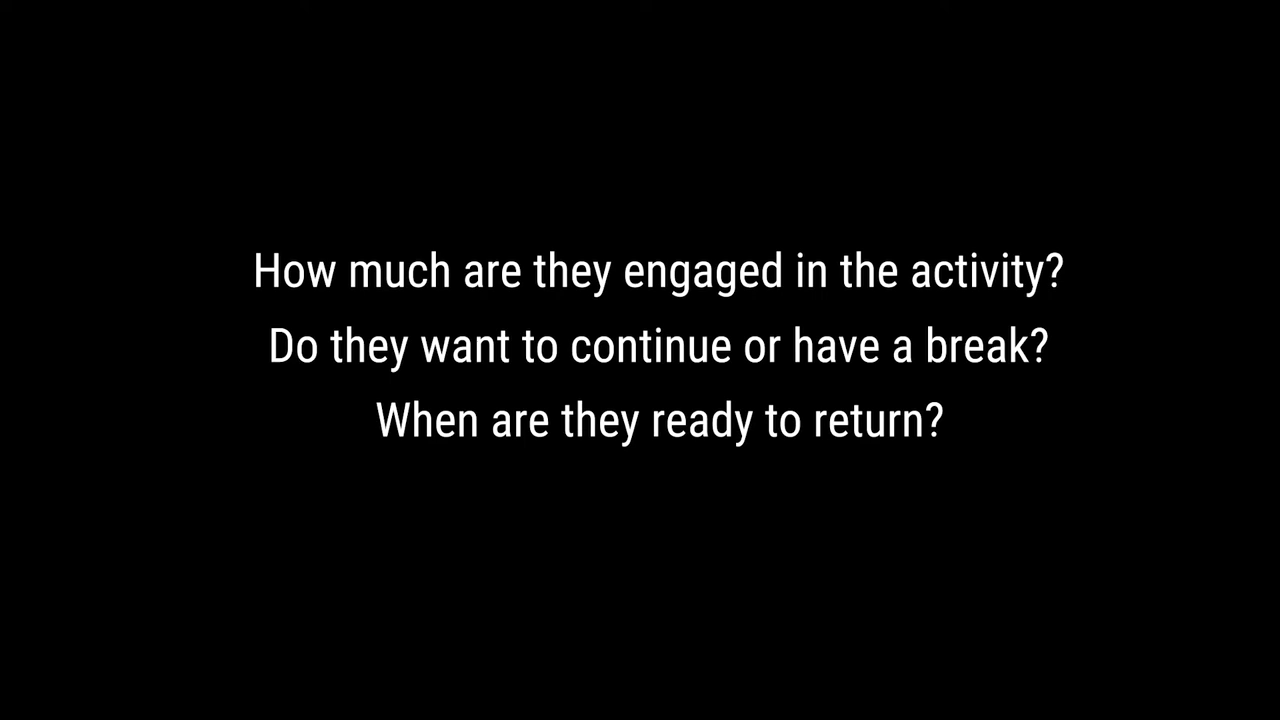 How much are they engaged in the activity?
Do they want to continue or have a break?
When are they ready to return?